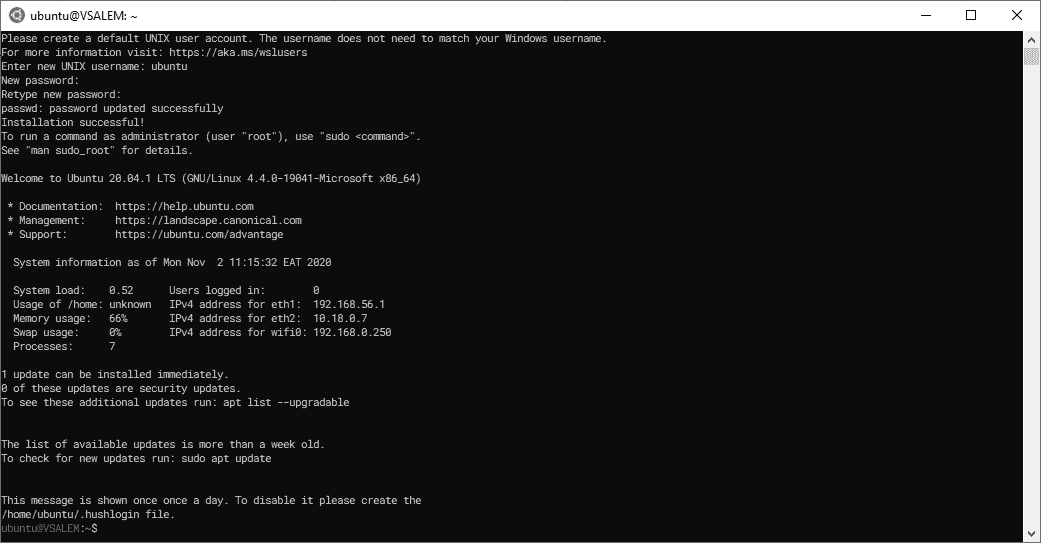 ubuntu@VSALEM: ~
Please create a default UNIX user account. The username does not need to match your Windows username.
For more information visit: https://aka.ms/wslusers
Enter new UNIX username: ubuntu
New password:
Retype new password:
passwd: password updated successfully
Installation successful!
To run a command as administrator (user "root"), use "sudo <command>".
See "man sudo_root" for details.
Welcome to Ubuntu 20.04.1 LTS (GNU/Linux 4.4.0-19041-Microsoft x86_64)
* Documentation:  https://help.ubuntu.com
* Management:     https://landscape.canonical.com
* Support:        https://ubuntu.com/advantage
System information as of Mon Nov  2 11:15:32 EAT 2020
System load:    0.52      Users logged in:        0
Usage of /home: unknown   IPv4 address for eth1:  192.168.56.1
Memory usage:   66%       IPv4 address for eth2:  10.18.0.7
Swap usage:     0%        IPv4 address for wifi0: 192.168.0.250
Processes:      7
1 update can be installed immediately.
0 of these updates are security updates.
To see these additional updates run: apt list --upgradable
The list of available updates is more than a week old.
To check for new updates run: sudo apt update
This message is shown once once a day. To disable it please create the
/home/ubuntu/.hushlogin file.
ubuntu@VSALEM:~$